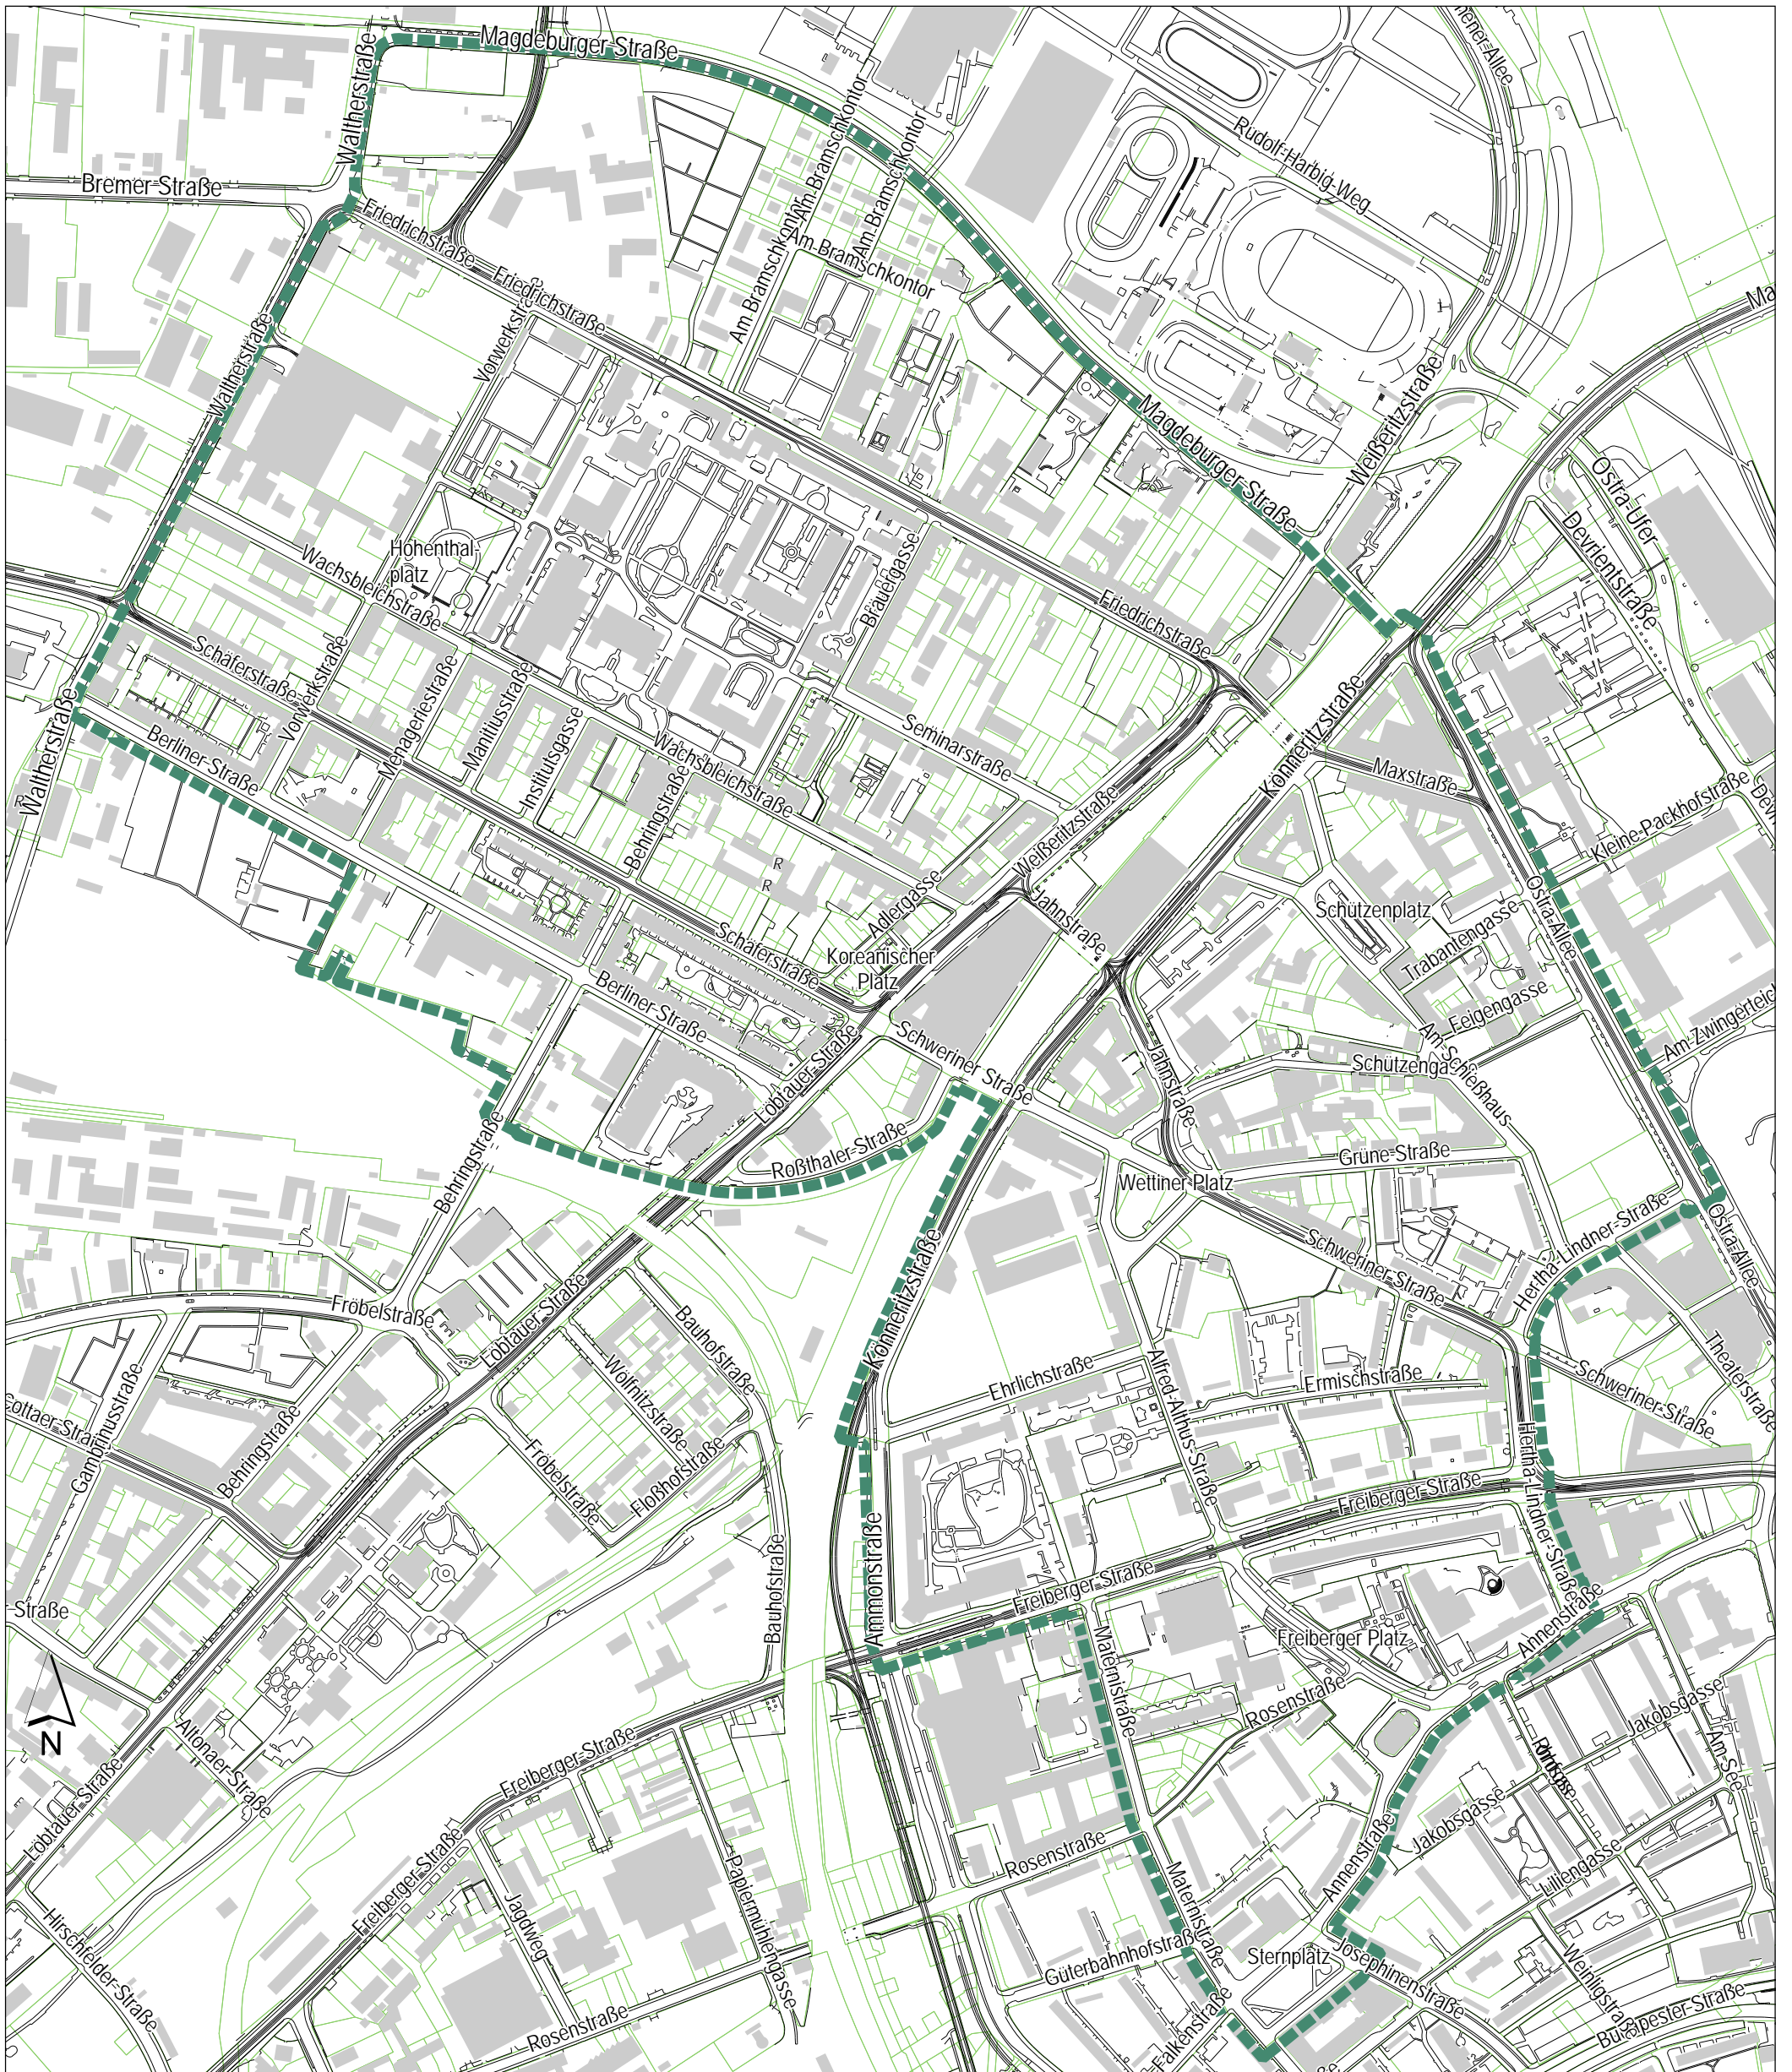 Magdeburger Straße
Waltherstraße
Bremer Straße
Friedrichstraße
Friedrichstraße
Vorwerkstraße
Am Bramschkontor
Am Bramschkontor
Am Bramschkontor
Am Bramschkontor
Am Bramschkontor
Rudolf-Harbig-Weg
Waltherstraße
Magdeburger Straße
Weißeritzstraße
Ostra-Ufer
Devrientstraße
Hohenthal-
platz
Wachsbleichstraße
Bräuergasse
Friedrichstraße
Schäferstraße
Vorwerkstraße
Menageriestraße
Manitiusstraße
Institutsgasse
Behringstraße
Wachsbleichstraße
Seminarstraße
Waltherstraße
Berliner Straße
Könneritzstraße
Maxstraße
Kleine Packhofstraße
Weißeritzstraße
R
R
Adlergasse
Jahnstraße
Schützenplatz
Trabantengasse
Ostra-Allee
Schäferstraße
Koreanischer
Platz
Feigengasse
Berliner Straße
Löbtauer Straße
Schweriner Straße
Jahnstraße
Am Schießhaus
Am Zwingerteich
Roßthaler Straße
Grüne Straße
Wettiner Platz
Behringstraße
Könneritzstraße
Schweriner Straße
Hertha-Lindner-Straße
Ostra-Allee
Fröbelstraße
Löbtauer Straße
Bauhofstraße
Wölfnitzstraße
Ehrlichstraße
Alfred-Althus-Straße
Ermischstraße
Schweriner Straße
Theaterstraße
Gambrinusstraße
Behringstraße
Fröbelstraße
Floßhofstraße
Freiberger Straße
Hertha-Lindner-Straße
Bauhofstraße
Ammonstraße
Freiberger Straße
Freiberger Platz
Annenstraße
Maternistraße
Rosenstraße
Jakobsgasse
Am See
N
Altonaer Straße
Freiberger Straße
Löbtauer Straße
Freiberger Straße
Jagdweg
Papiermühlengasse
Rosenstraße
Maternistraße
Annenstraße
Jakobsgasse
Liliengasse
Hirschfelder Straße
Güterbahnhofstraße
Sternplatz
Josephinenstraße
Weinligstraße
Budapester Straße
Rosenstraße
Falkenstraße